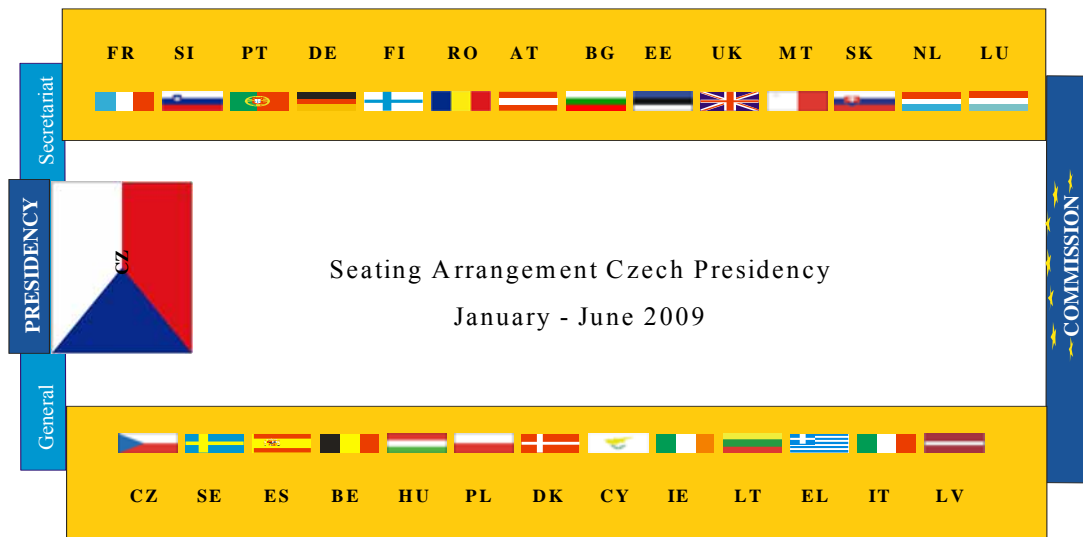 FR SI PT DE FI RO AT BG EE UK MT SK NL LU
Secretariat
PRESIDENCY
CZ
General
Seating Arrangement Czech Presidency
January - June 2009
COMMISSION
CZ SE ES BE HU PL DK CY IE LT EL IT LV